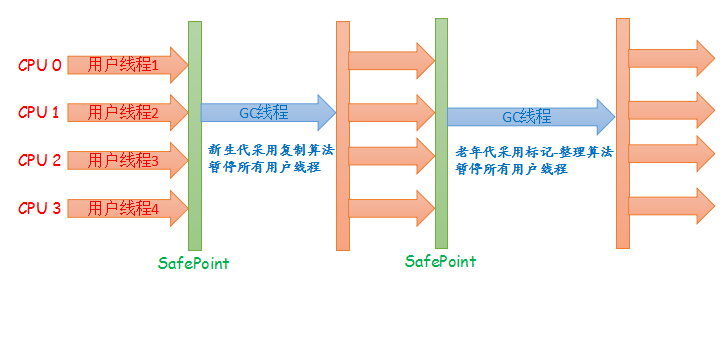 CPU 0
用户线程1
CPU 1
用户线程2
GC线程
GC线程
新生代采用复制算法
暂停所有用户线程
老年代采用标记-整理算法
暂停所有用户线程
CPU 2
用户线程3
CPU 3
用户线程4
SafePoint
SafePoint